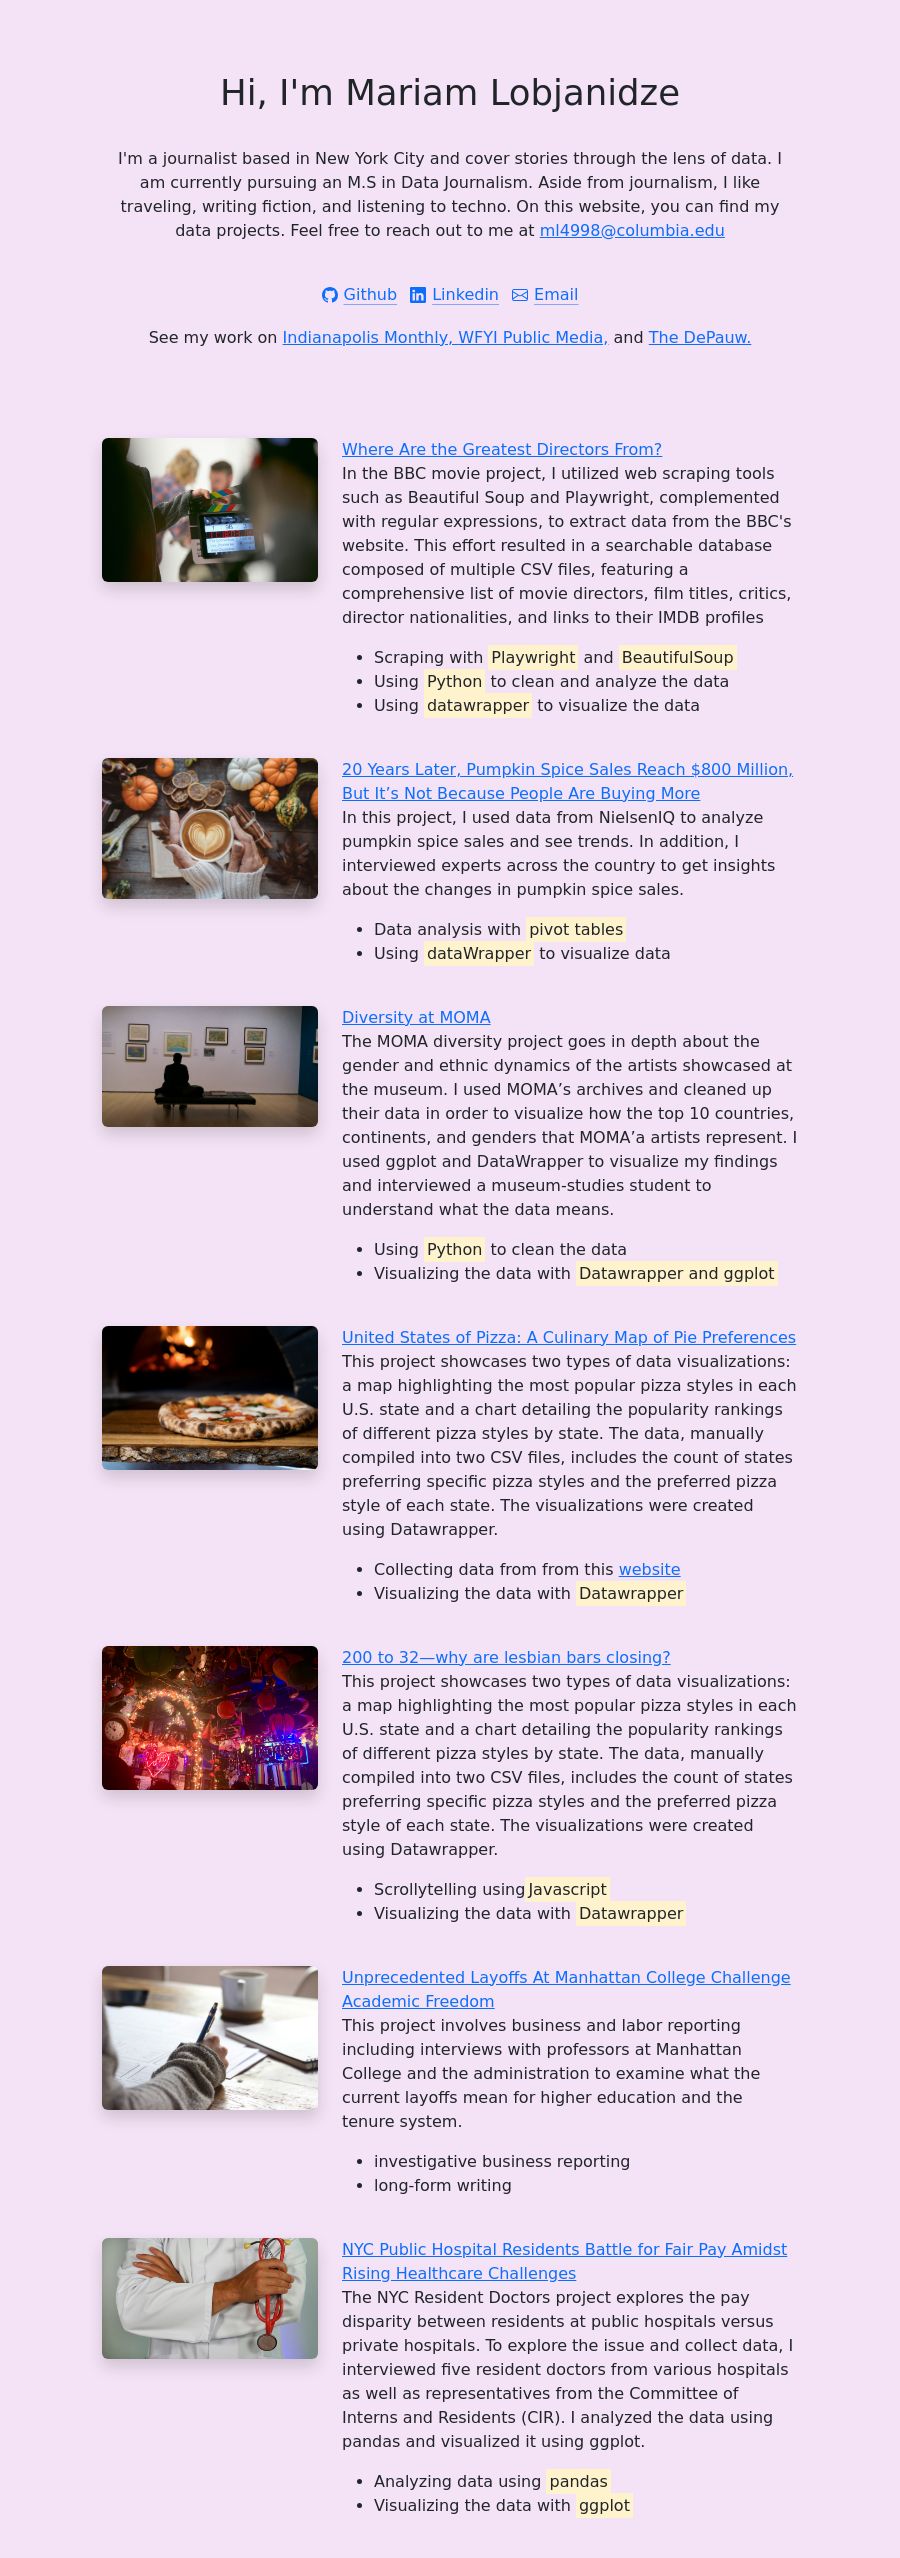 Hi, I'm Mariam Lobjanidze
I'm a journalist based in New York City and cover stories through the lens of data. I
am currently pursuing an M.S in Data Journalism. Aside from journalism, I like
traveling, writing fiction, and listening to techno. On this website, you can find my
data projects. Feel free to reach out to me at ml4998@columbia.edu
Github Linkedin Email
See my work on Indianapolis Monthly, WFYI Public Media, and The DePauw.
Where Are the Greatest Directors From?
In the BBC movie project, I utilized web scraping tools
such as Beautiful Soup and Playwright, complemented
with regular expressions, to extract data from the BBC's
website. This effort resulted in a searchable database
composed of multiple CSV files, featuring a
comprehensive list of movie directors, film titles, critics,
director nationalities, and links to their IMDB profiles
• Scraping with Playwright and BeautifulSoup
• Using Python to clean and analyze the data
• Using datawrapper to visualize the data
20 Years Later, Pumpkin Spice Sales Reach $800 Million,
But It’s Not Because People Are Buying More
In this project, I used data from NielsenIQ to analyze
pumpkin spice sales and see trends. In addition, I
interviewed experts across the country to get insights
about the changes in pumpkin spice sales.
• Data analysis with pivot tables
• Using dataWrapper to visualize data
Diversity at MOMA
The MOMA diversity project goes in depth about the
gender and ethnic dynamics of the artists showcased at
the museum. I used MOMA’s archives and cleaned up
their data in order to visualize how the top 10 countries,
continents, and genders that MOMA’a artists represent. I
used ggplot and DataWrapper to visualize my findings
and interviewed a museum-studies student to
understand what the data means.
• Using Python to clean the data
• Visualizing the data with Datawrapper and ggplot
United States of Pizza: A Culinary Map of Pie Preferences
This project showcases two types of data visualizations:
a map highlighting the most popular pizza styles in each
U.S. state and a chart detailing the popularity rankings
of different pizza styles by state. The data, manually
compiled into two CSV files, includes the count of states
preferring specific pizza styles and the preferred pizza
style of each state. The visualizations were created
using Datawrapper.
• Collecting data from from this website
• Visualizing the data with Datawrapper
200 to 32—why are lesbian bars closing?
This project showcases two types of data visualizations:
a map highlighting the most popular pizza styles in each
U.S. state and a chart detailing the popularity rankings
of different pizza styles by state. The data, manually
compiled into two CSV files, includes the count of states
preferring specific pizza styles and the preferred pizza
style of each state. The visualizations were created
using Datawrapper.
• Scrollytelling using Javascript
• Visualizing the data with Datawrapper
Unprecedented Layoffs At Manhattan College Challenge
Academic Freedom
This project involves business and labor reporting
including interviews with professors at Manhattan
College and the administration to examine what the
current layoffs mean for higher education and the
tenure system.
• investigative business reporting
• long-form writing
NYC Public Hospital Residents Battle for Fair Pay Amidst
Rising Healthcare Challenges
The NYC Resident Doctors project explores the pay
disparity between residents at public hospitals versus
private hospitals. To explore the issue and collect data, I
interviewed five resident doctors from various hospitals
as well as representatives from the Committee of
Interns and Residents (CIR). I analyzed the data using
pandas and visualized it using ggplot.
• Analyzing data using pandas
• Visualizing the data with ggplot